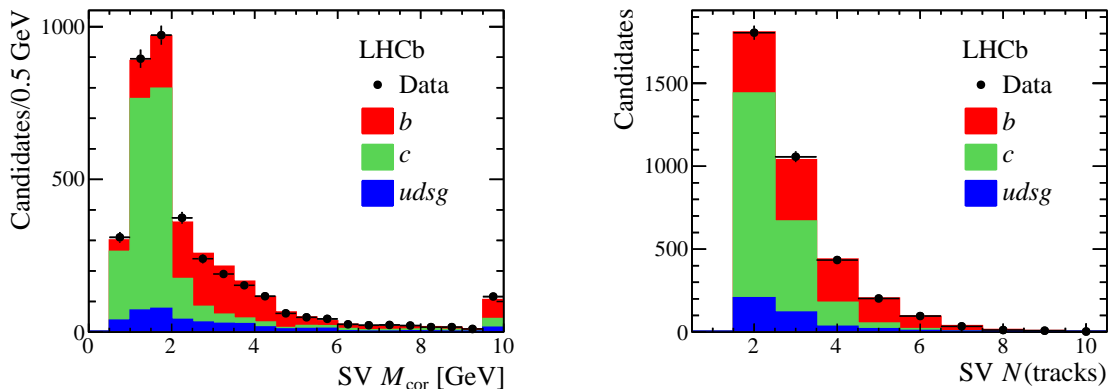 Candidates/0.5 GeV
1000
500
0
LHCb
Data
b
c
udsg
0 2 4 6 8 10
SV M_cor [GeV]
Candidates
1500
1000
500
0
LHCb
Data
b
c
udsg
2 4 6 8 10
SV N(tracks)